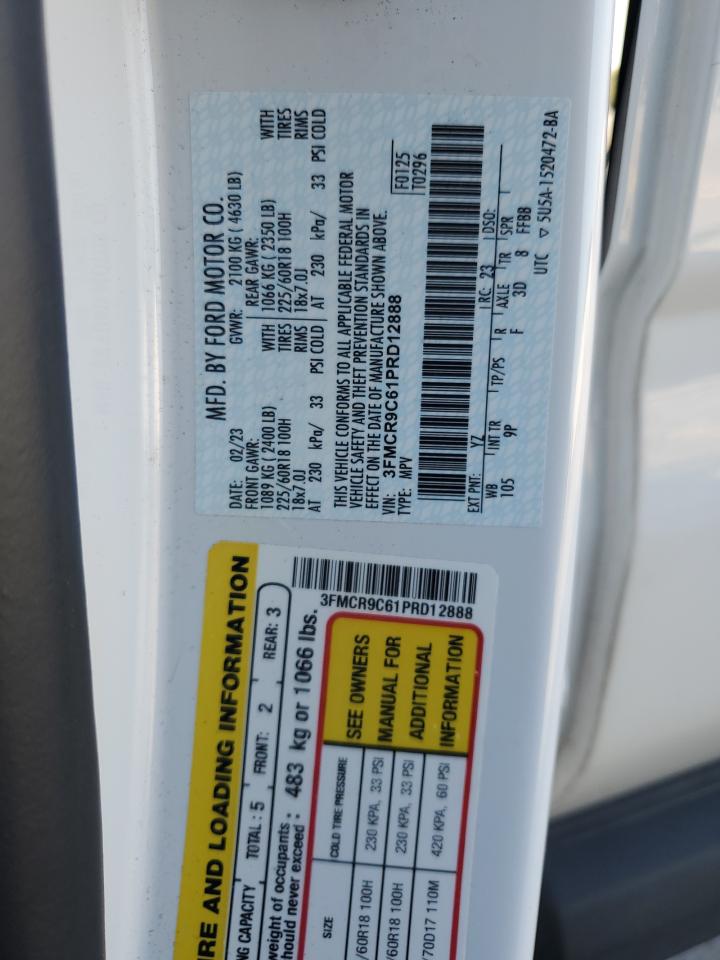 MFD. BY FORD MOTOR CO.
DATE: 02/23 GVWR: 2100 KG ( 4630 LB)
FRONT GAWR: REAR GAWR:
1089 KG ( 2400 LB) WITH 1066 KG ( 2350 LB) WITH
225/60R18 100H TIRES 225/60R18 100H TIRES
18x7.0J RIMS 18x7.0J RIMS
AT 230 kPa/ 33 PSI COLD AT 230 kPa/ 33 PSI COLD
THIS VEHICLE CONFORMS TO ALL APPLICABLE FEDERAL MOTOR
VEHICLE SAFETY AND THEFT PREVENTION STANDARDS IN
EFFECT ON THE DATE OF MANUFACTURE SHOWN ABOVE.
VIN: 3FMCR9C61PRD12888
TYPE: MPV
F0125
T0296
EXT PNT: YZ RC: 23 DSO:
WB INT TR TP/PS R AXLE TR SPR
105 9P F 3D 8 FFBB
UTC ▽ 5U5A-1520472-BA
IRE AND LOADING INFORMATION
NG CAPACITY TOTAL : 5 FRONT: 2 REAR: 3
weight of occupants
hould never exceed : 483 kg or 1066 lbs.
3FMCR9C61PRD12888
SIZE COLD TIRE PRESSURE
/60R18 100H 230 KPA, 33 PSI
/60R18 100H 230 KPA, 33 PSI
/70D17 110M 420 KPA, 60 PSI
SEE OWNERS
MANUAL FOR
ADDITIONAL
INFORMATION